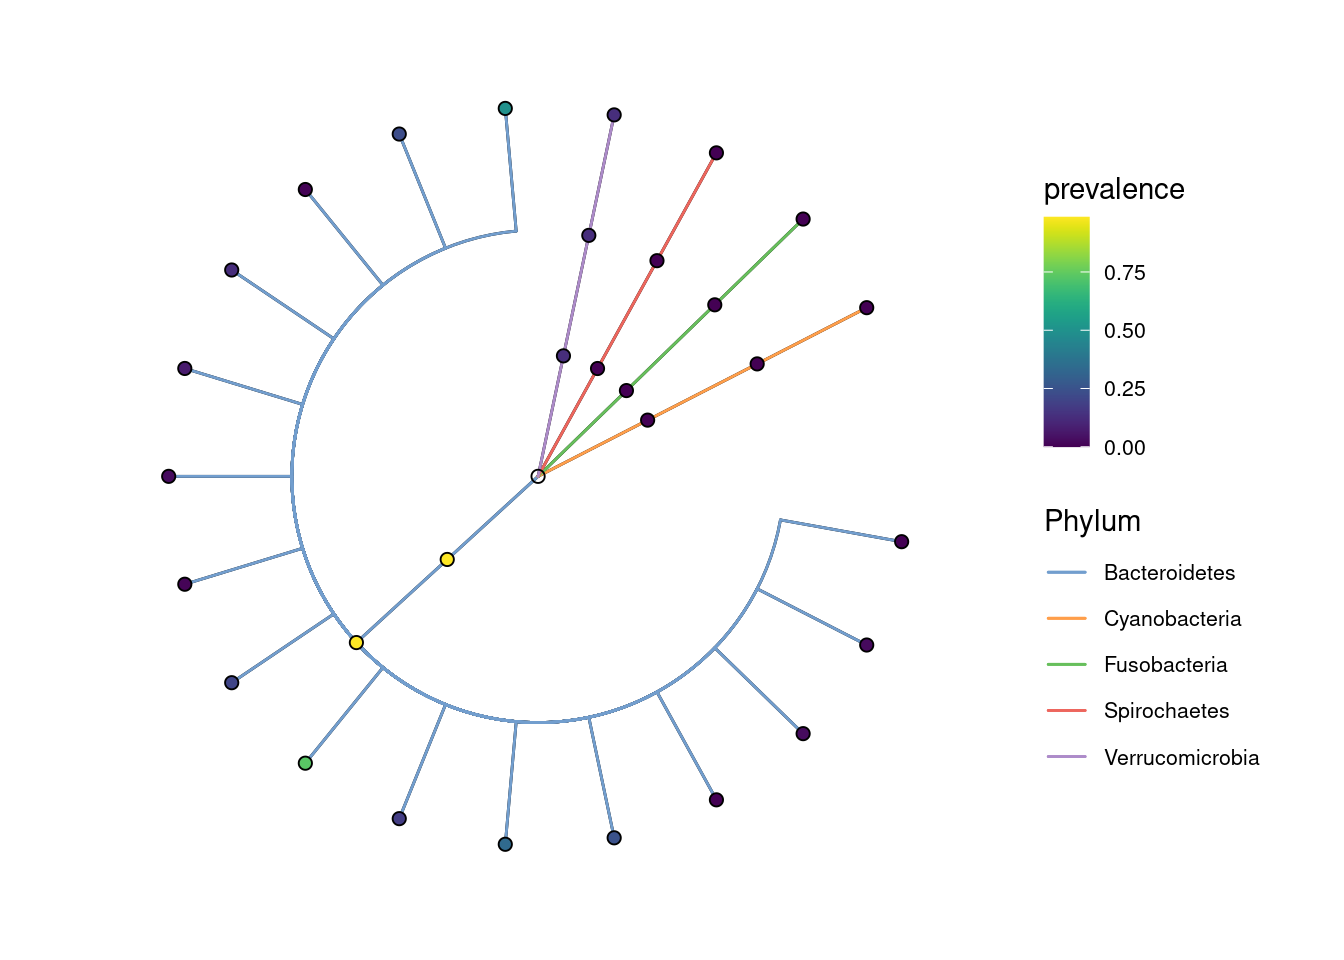 prevalence
0.75
0.50
0.25
0.00
Phylum
Bacteroidetes
Cyanobacteria
Fusobacteria
Spirochaetes
Verrucomicrobia